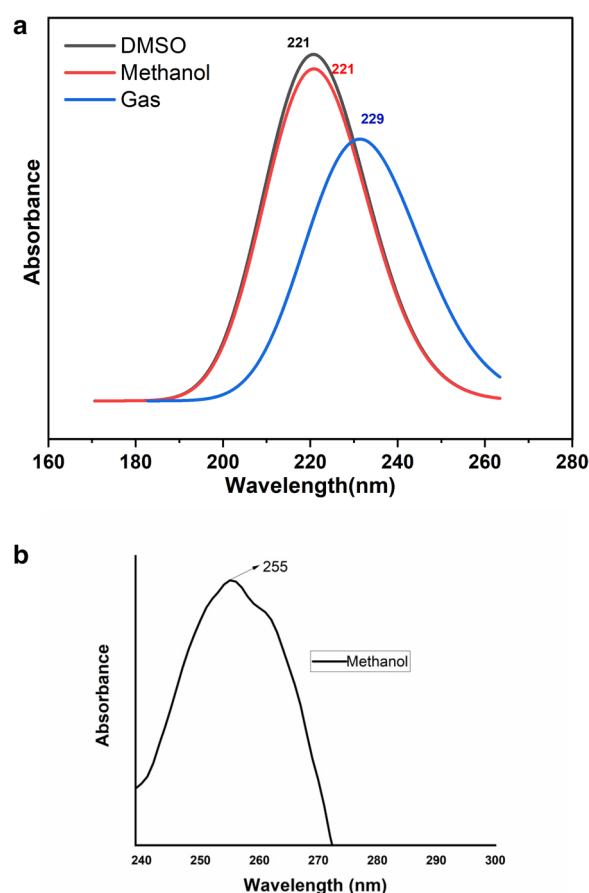 a
DMSO
Methanol
Gas
221
221
229
Absorbance
160 180 200 220 240 260 280
Wavelength(nm)
b
255
Methanol
Absorbance
240 250 260 270 280 290 300
Wavelength (nm)